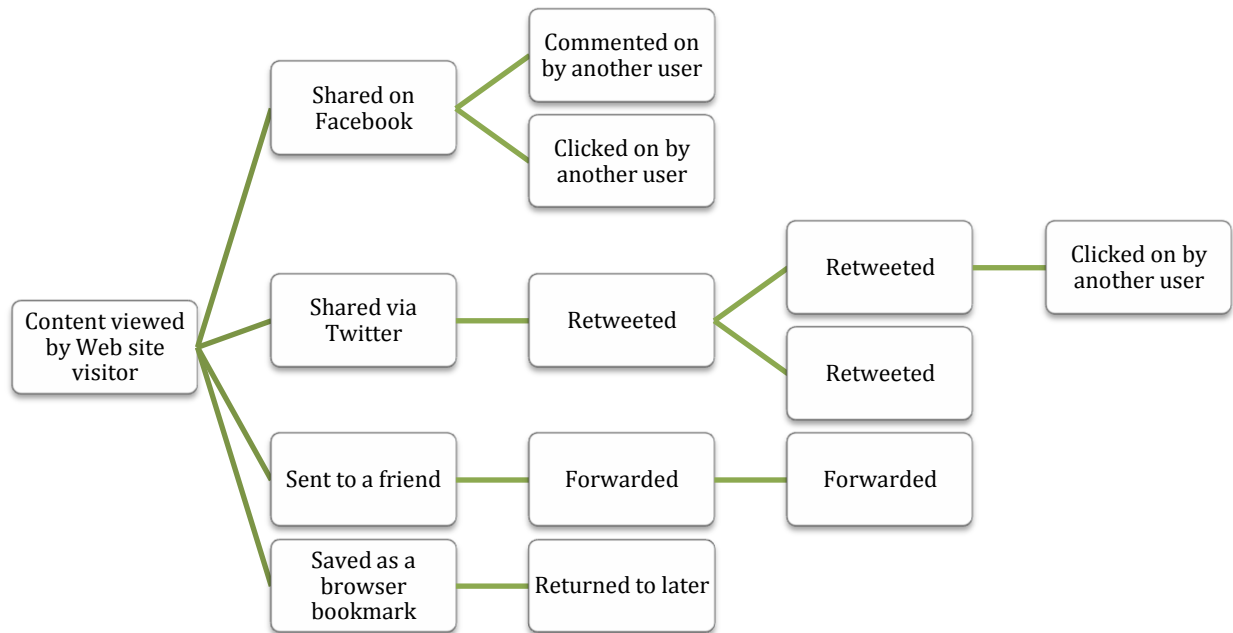 Commented on
by another user
Shared on
Facebook
Clicked on by
another user
Retweeted
Clicked on by
another user
Content viewed
by Web site
visitor
Shared via
Twitter
Retweeted
Retweeted
Sent to a friend
Forwarded
Forwarded
Saved as a
browser
bookmark
Returned to later